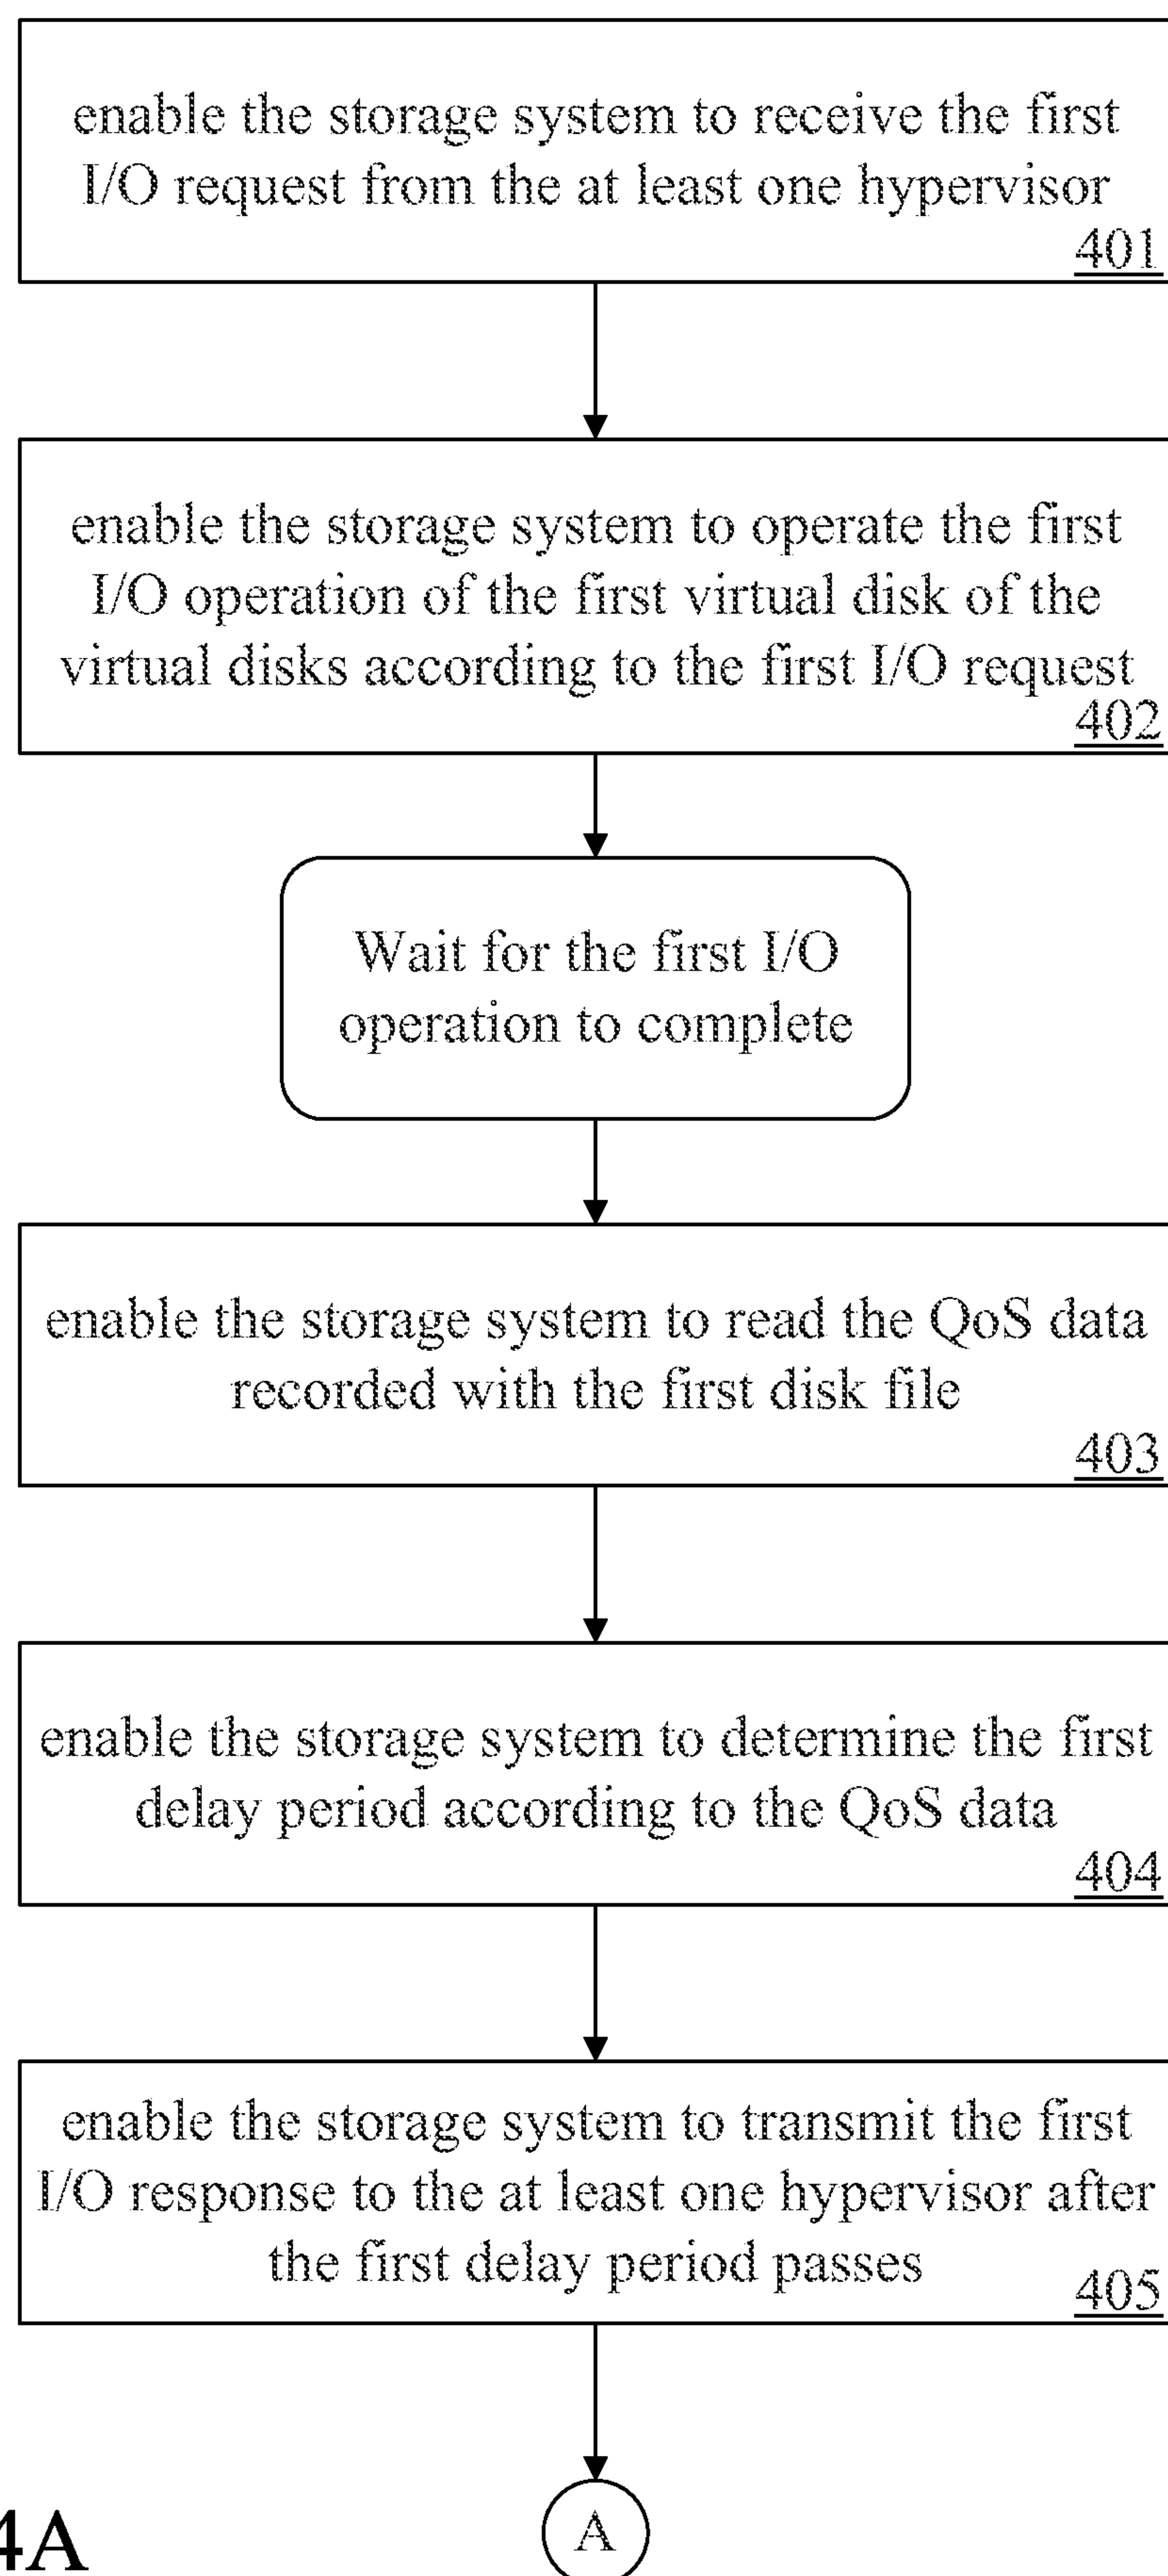 enable the storage system to receive the first
I/O request from the at least one hypervisor
401
enable the storage system to operate the first
I/O operation of the first virtual disk of the
virtual disks according to the first I/O request
402
Wait for the first I/O
operation to complete
enable the storage system to read the QoS data
recorded with the first disk file
403
enable the storage system to determine the first
delay period according to the QoS data
404
enable the storage system to transmit the first
I/O response to the at least one hypervisor after
the first delay period passes
405
A
4A